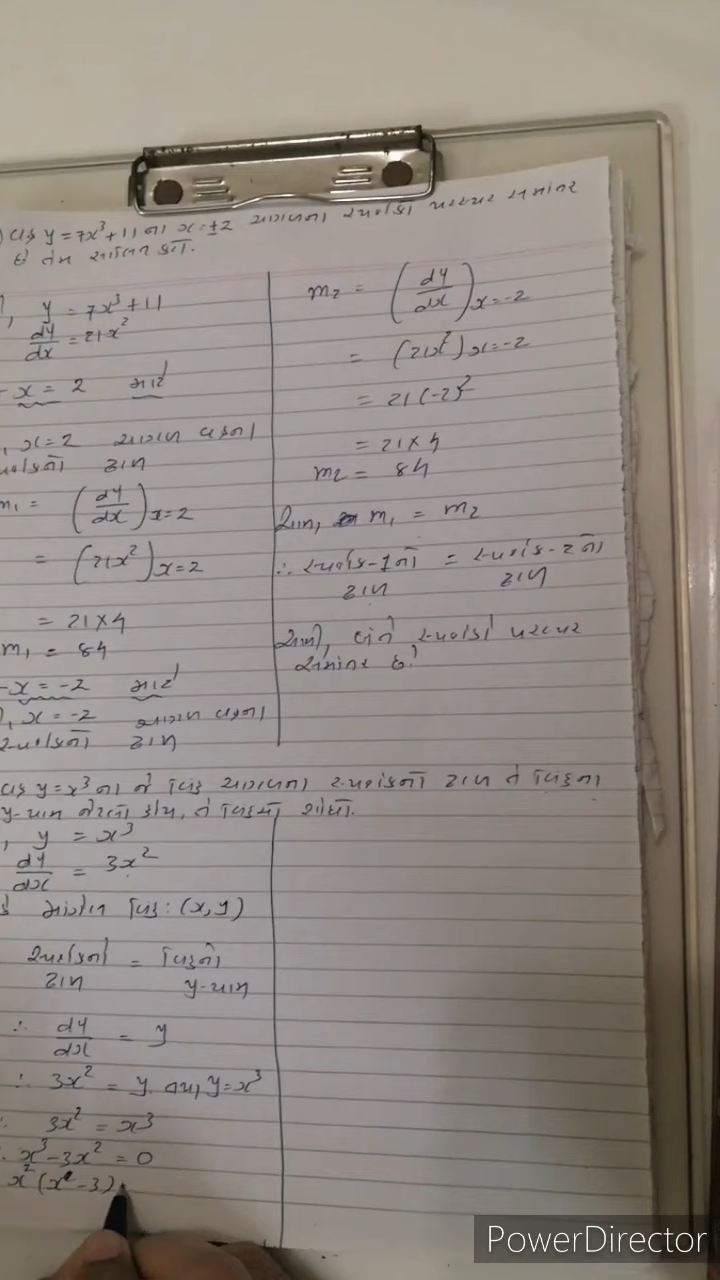 વક્ર y = 7x³ + 11 ના x = ±2 આગળના સ્પર્શકો પરસ્પર સમાંતર
છે તેમ સાબિત કરો.
, y = 7x³ + 11
dy/dx = 21x²
- x = 2 માટે
, x = 2 આગળ વક્રના
સ્પર્શકનો ઢાળ
m₁ = (dy/dx)x=2
= (21x²)x=2
= 21 × 4
m₁ = 84
- x = -2 માટે
, x = -2 આગળ વક્રના
સ્પર્શકનો ઢાળ
m₂ = (dy/dx)x=-2
= (21x²)x=-2
= 21(-2)²
= 21 × 4
m₂ = 84
આમ, m₁ = m₂
∴ સ્પર્શક-1નો ઢાળ = સ્પર્શક-2નો ઢાળ
આથી, બંને સ્પર્શકો પરસ્પર
સમાંતર છે.
વક્ર y = x³ ના જે બિંદુ આગળના સ્પર્શકનો ઢાળ તે બિંદુના
y-યામ જેટલો હોય, તે બિંદુઓ શોધો.
, y = x³
dy/dx = 3x²
માંગેલ બિંદુ : (x, y)
સ્પર્શકનો ઢાળ = બિંદુનો y-યામ
∴ dy/dx = y
∴ 3x² = y પણ, y = x³
∴ 3x² = x³
∴ x³ - 3x² = 0
x² (x - 3)
PowerDirector